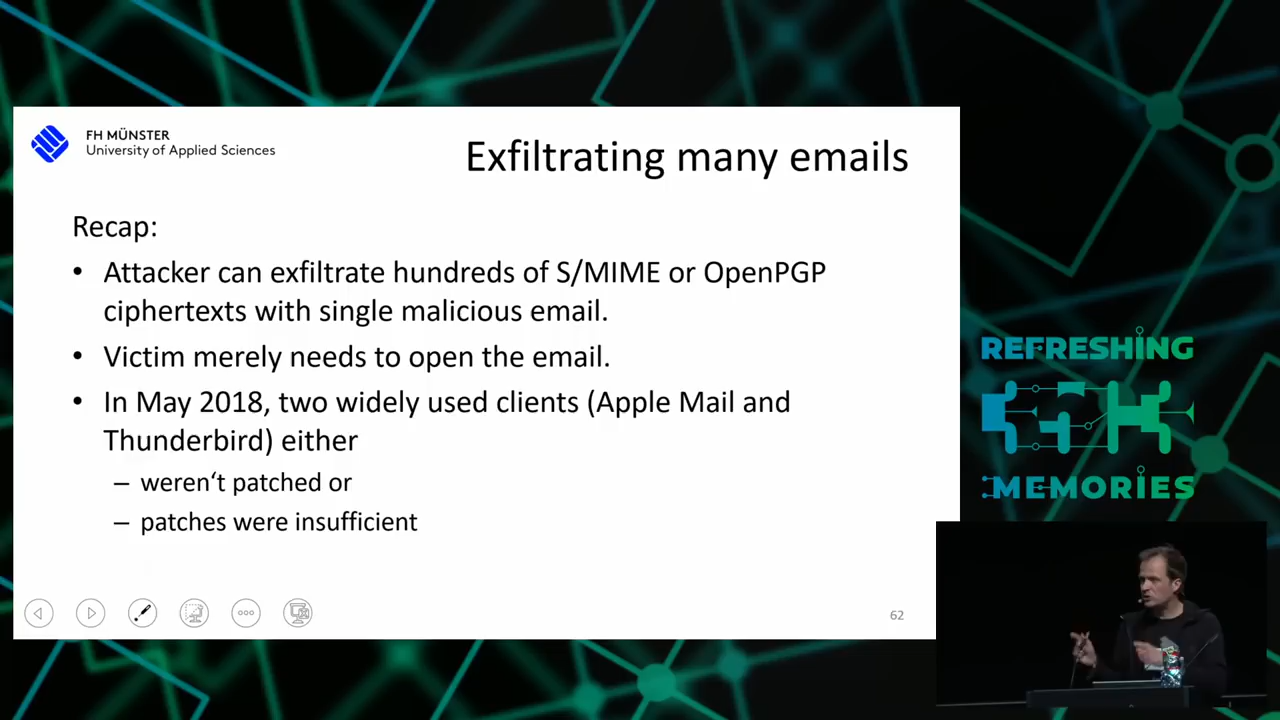 FH MÜNSTER
University of Applied Sciences
Exfiltrating many emails
Recap:
• Attacker can exfiltrate hundreds of S/MIME or OpenPGP
ciphertexts with single malicious email.
• Victim merely needs to open the email.
• In May 2018, two widely used clients (Apple Mail and
Thunderbird) either
– weren‘t patched or
– patches were insufficient
62
REFRESHING
MEMORIES